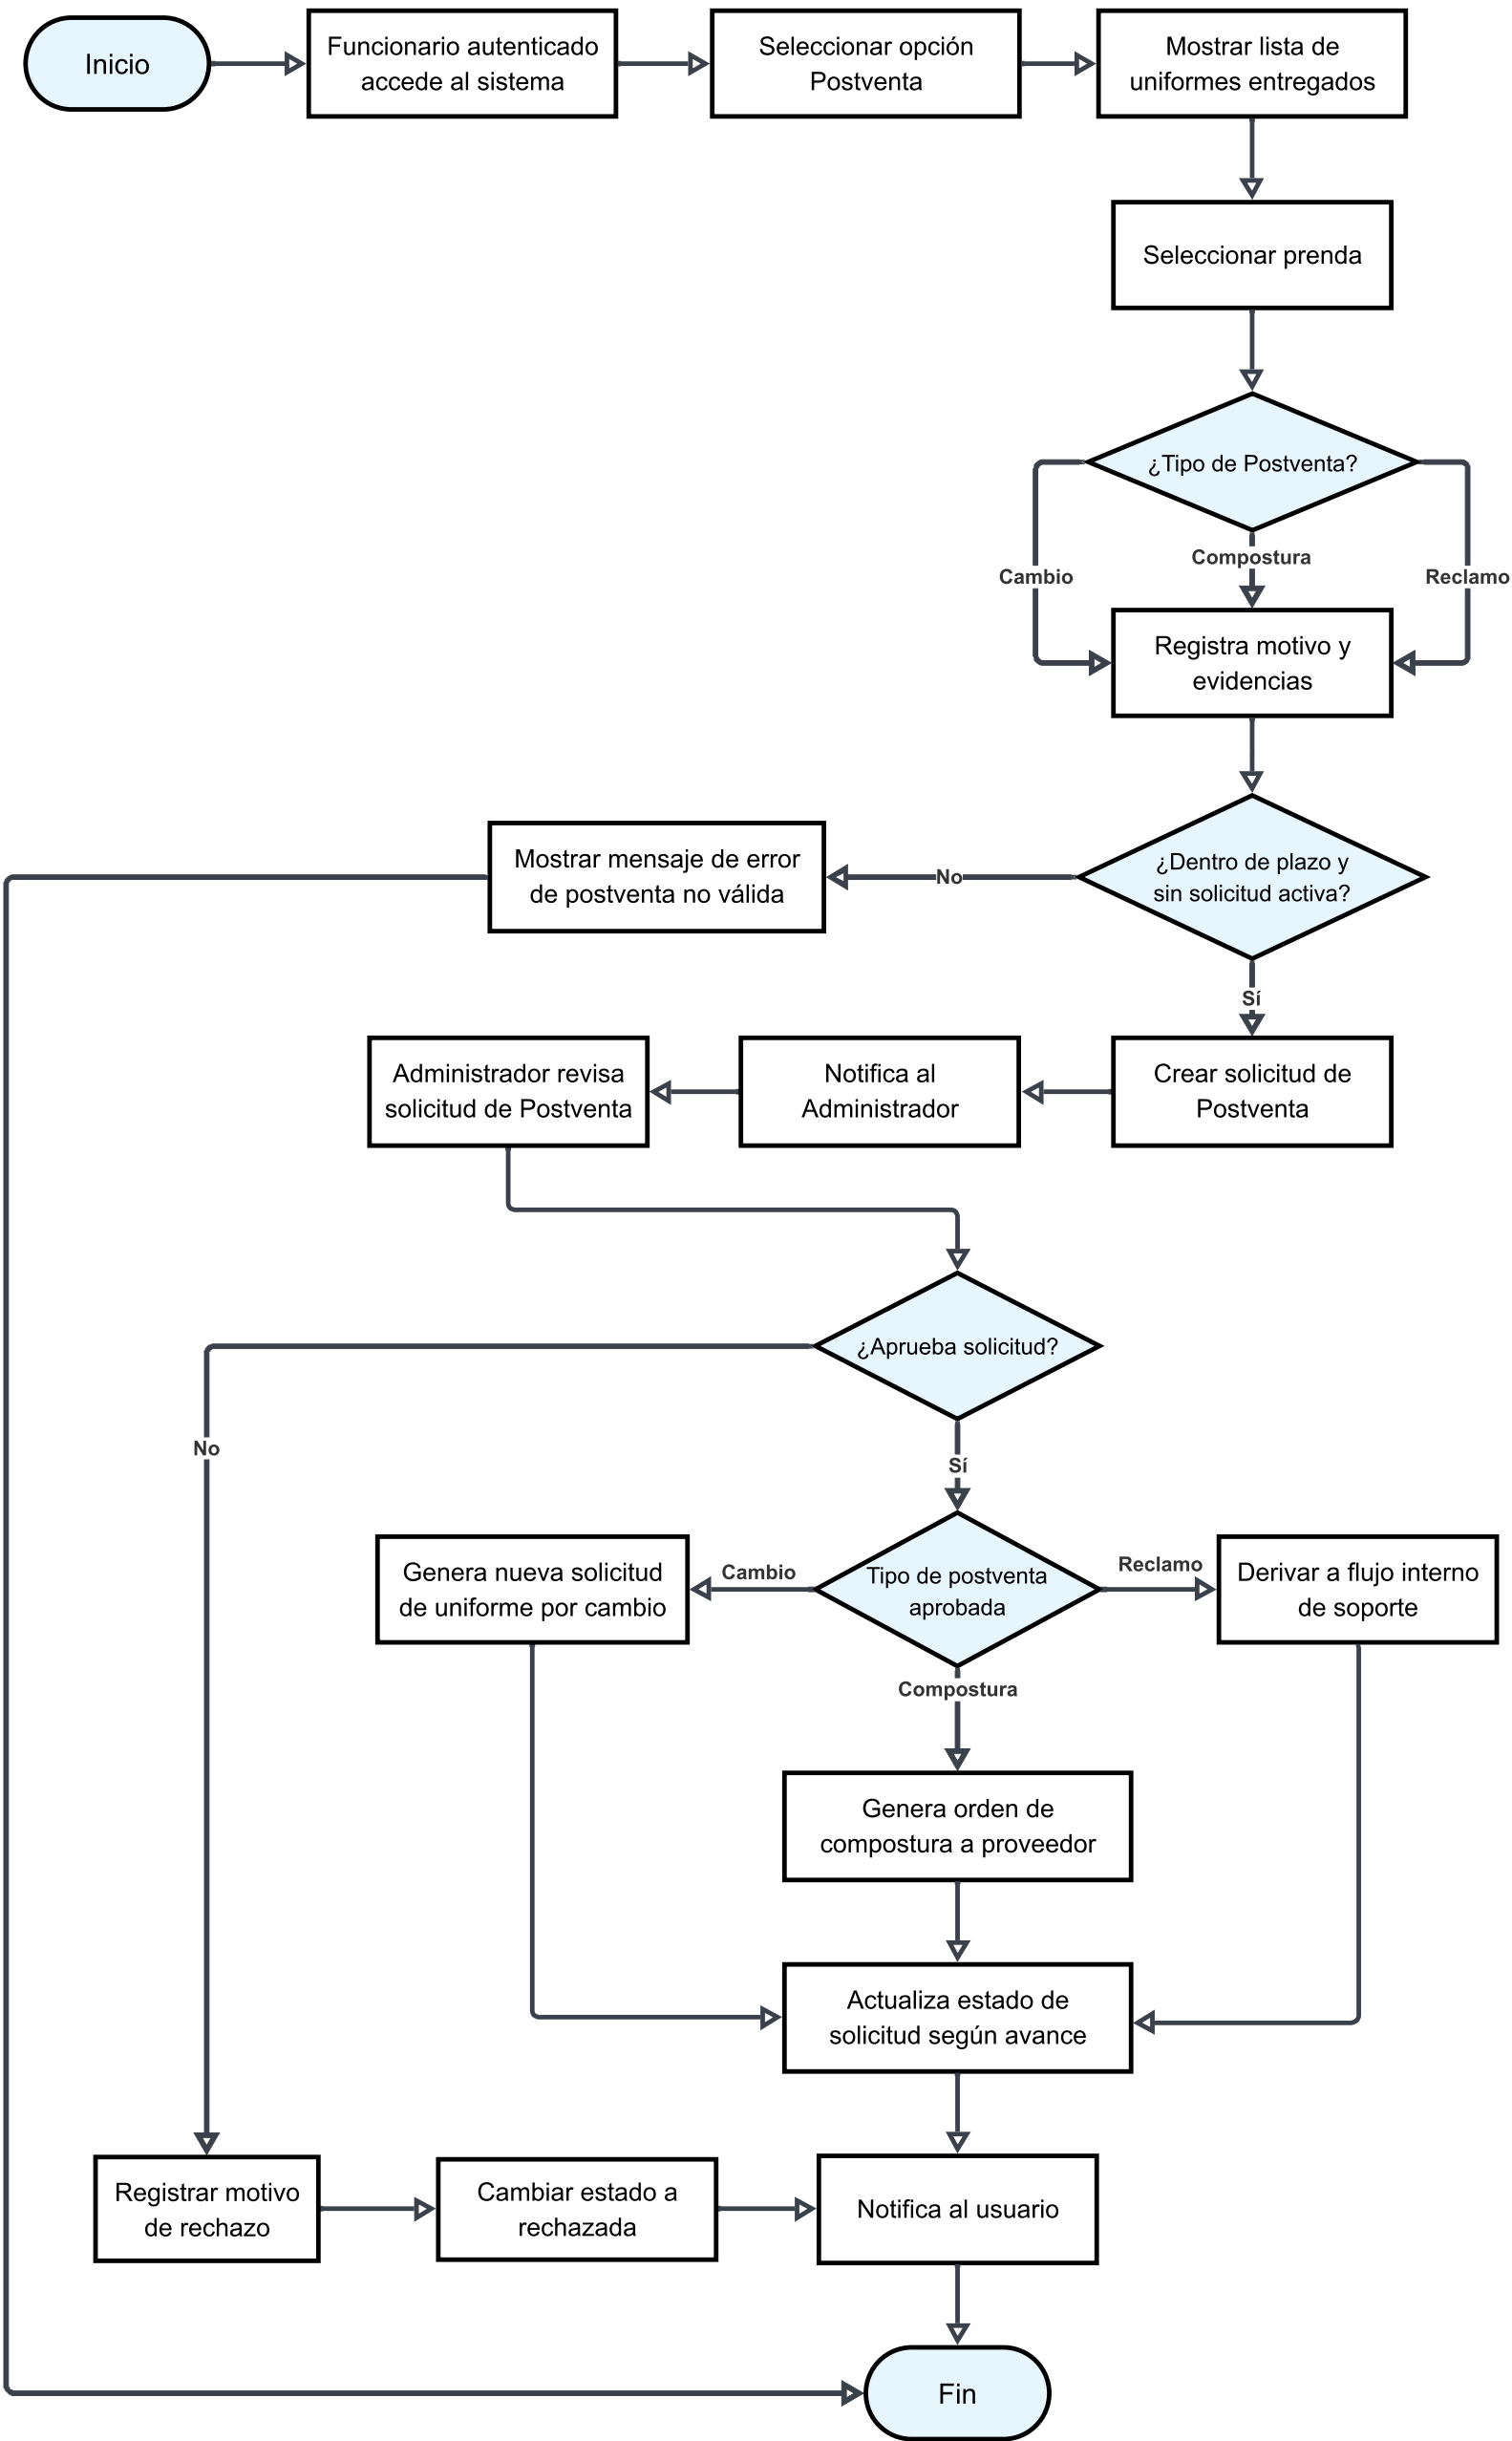 Inicio
Funcionario autenticado
accede al sistema
Seleccionar opción
Postventa
Mostrar lista de
uniformes entregados
Seleccionar prenda
¿Tipo de Postventa?
Cambio
Compostura
Reclamo
Registra motivo y
evidencias
¿Dentro de plazo y
sin solicitud activa?
No
Mostrar mensaje de error
de postventa no válida
Sí
Crear solicitud de
Postventa
Notifica al
Administrador
Administrador revisa
solicitud de Postventa
¿Aprueba solicitud?
No
Sí
Tipo de postventa
aprobada
Cambio
Genera nueva solicitud
de uniforme por cambio
Reclamo
Derivar a flujo interno
de soporte
Compostura
Genera orden de
compostura a proveedor
Actualiza estado de
solicitud según avance
Registrar motivo
de rechazo
Cambiar estado a
rechazada
Notifica al usuario
Fin